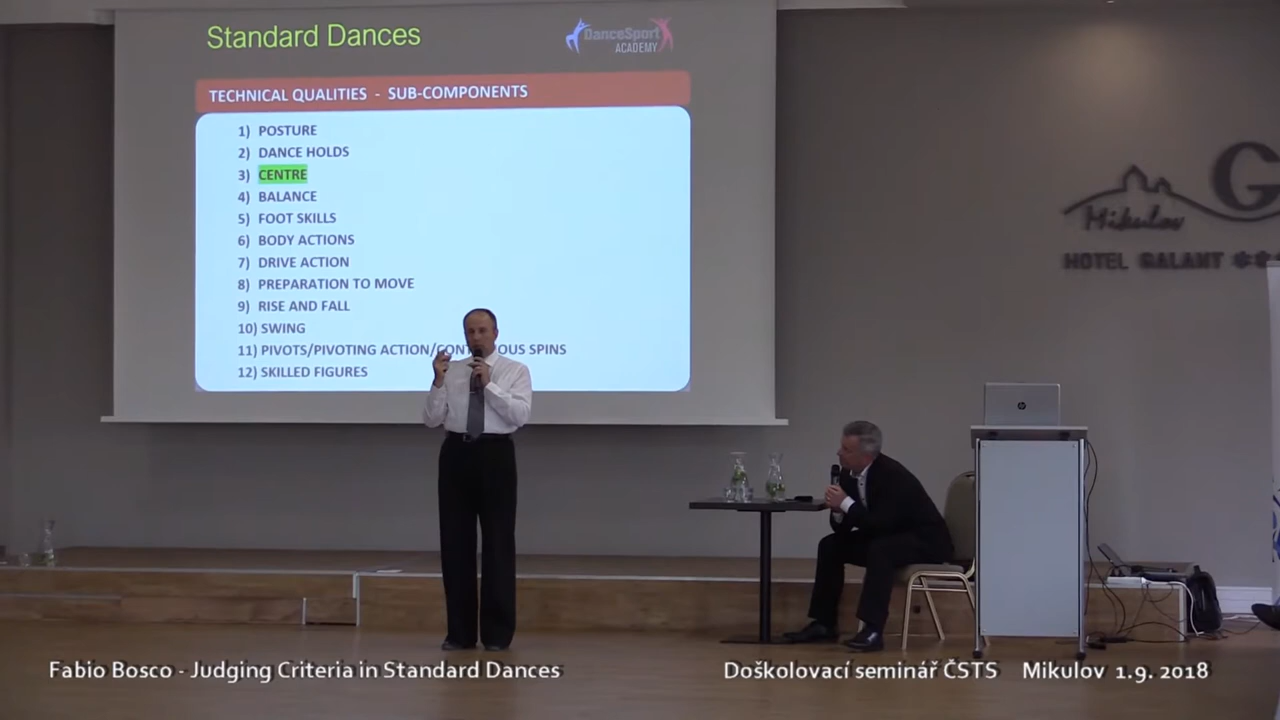 Standard Dances
DanceSport
ACADEMY
TECHNICAL QUALITIES - SUB-COMPONENTS
1) POSTURE
2) DANCE HOLDS
3) CENTRE
4) BALANCE
5) FOOT SKILLS
6) BODY ACTIONS
7) DRIVE ACTION
8) PREPARATION TO MOVE
9) RISE AND FALL
10) SWING
11) PIVOTS/PIVOTING ACTION/ SPINS
12) SKILLED FIGURES
G
Mikulov
HOTEL GALANT
hp
Fabio Bosco - Judging Criteria in Standard Dances
Doškolovací seminář ČSTS Mikulov 1.9. 2018